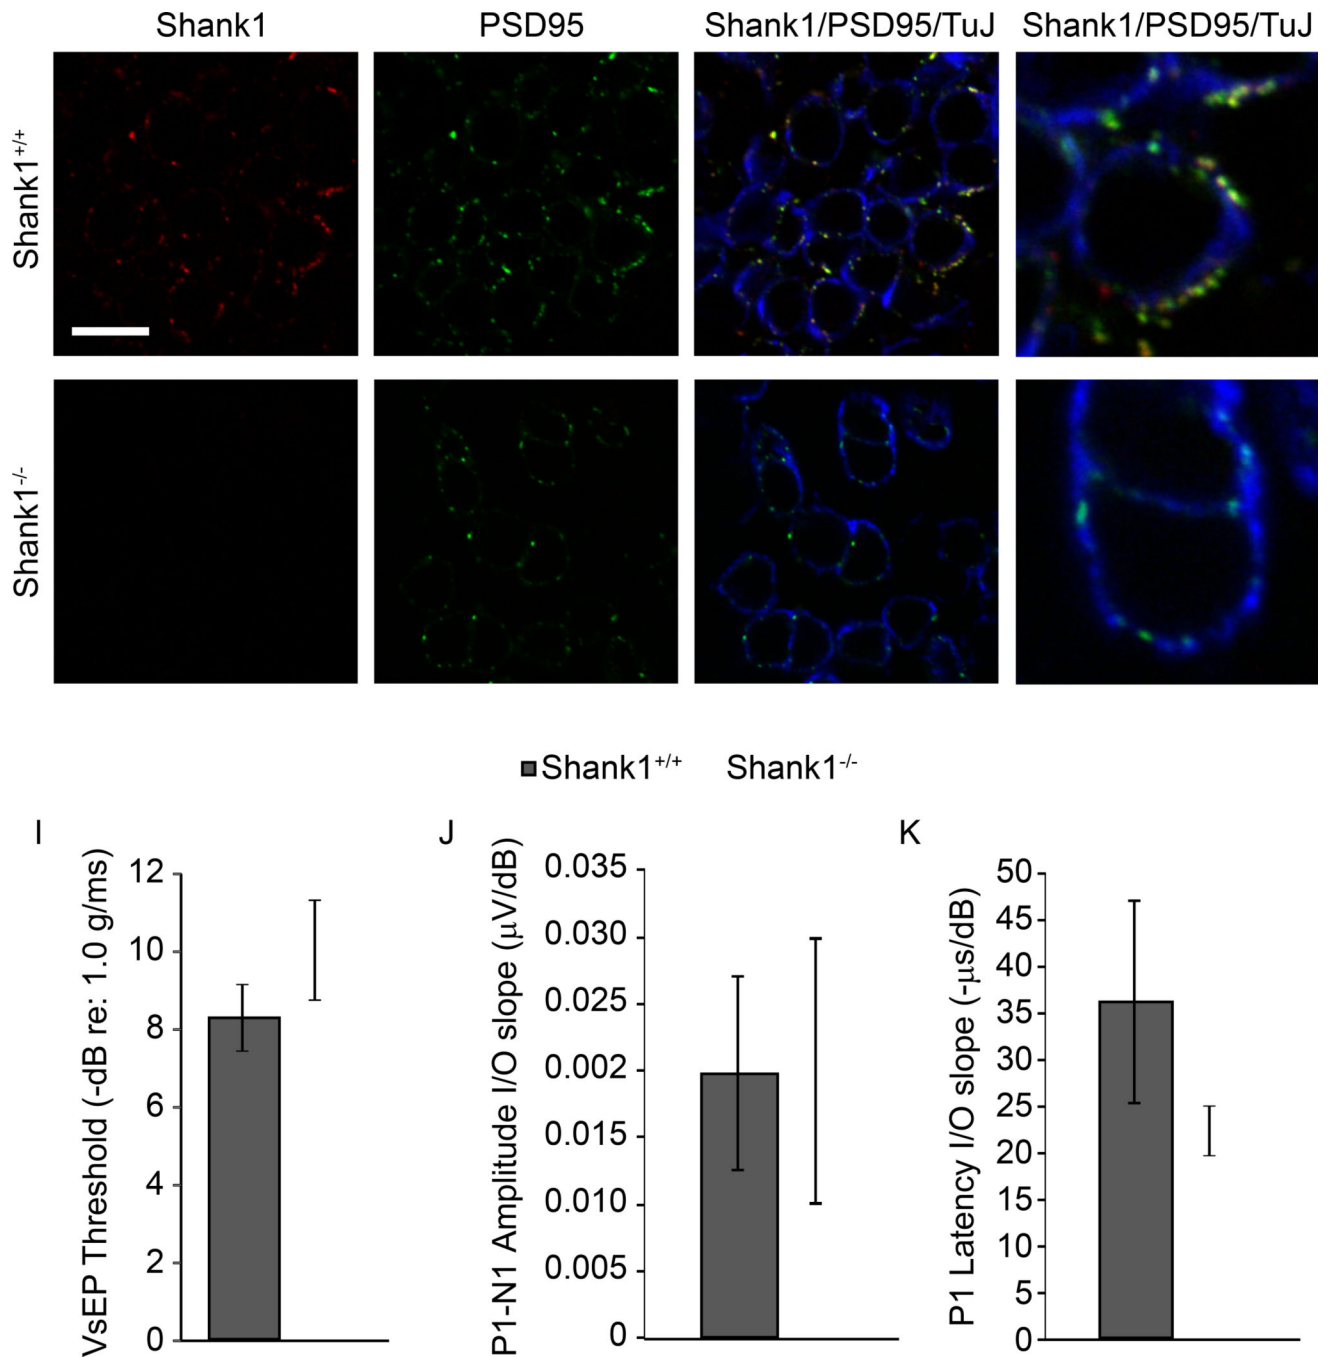 Shank1 PSD95 Shank1/PSD95/TuJ Shank1/PSD95/TuJ
Shank1+/+
Shank1-/-
Shank1+/+ Shank1-/-
I
VsEP Threshold (-dB re: 1.0 g/ms)
12
10
8
6
4
2
0
J
P1-N1 Amplitude I/O slope (µV/dB)
0.035
0.030
0.025
0.002
0.015
0.010
0.005
0
K
P1 Latency I/O slope (-µs/dB)
50
45
40
35
30
25
20
15
10
5
0